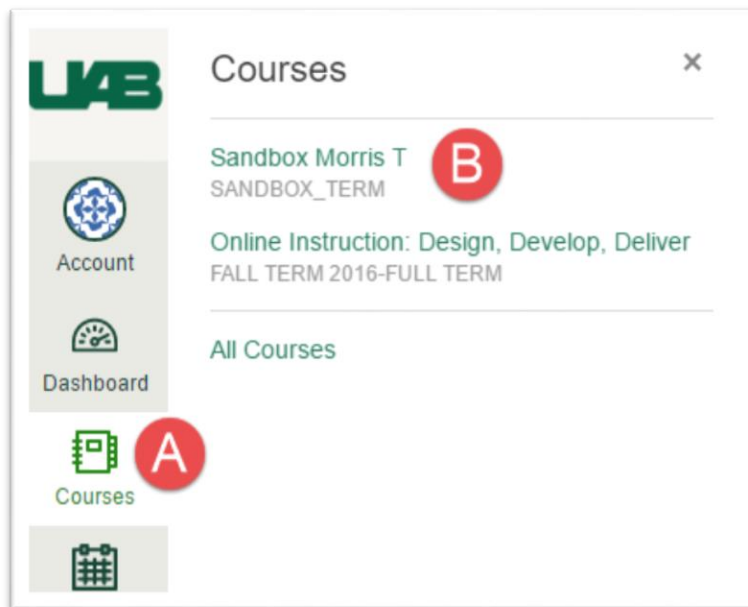 UAB
Courses ×
Sandbox Morris T
B
SANDBOX_TERM
Online Instruction: Design, Develop, Deliver
FALL TERM 2016-FULL TERM
All Courses
Account
Dashboard
A
Courses